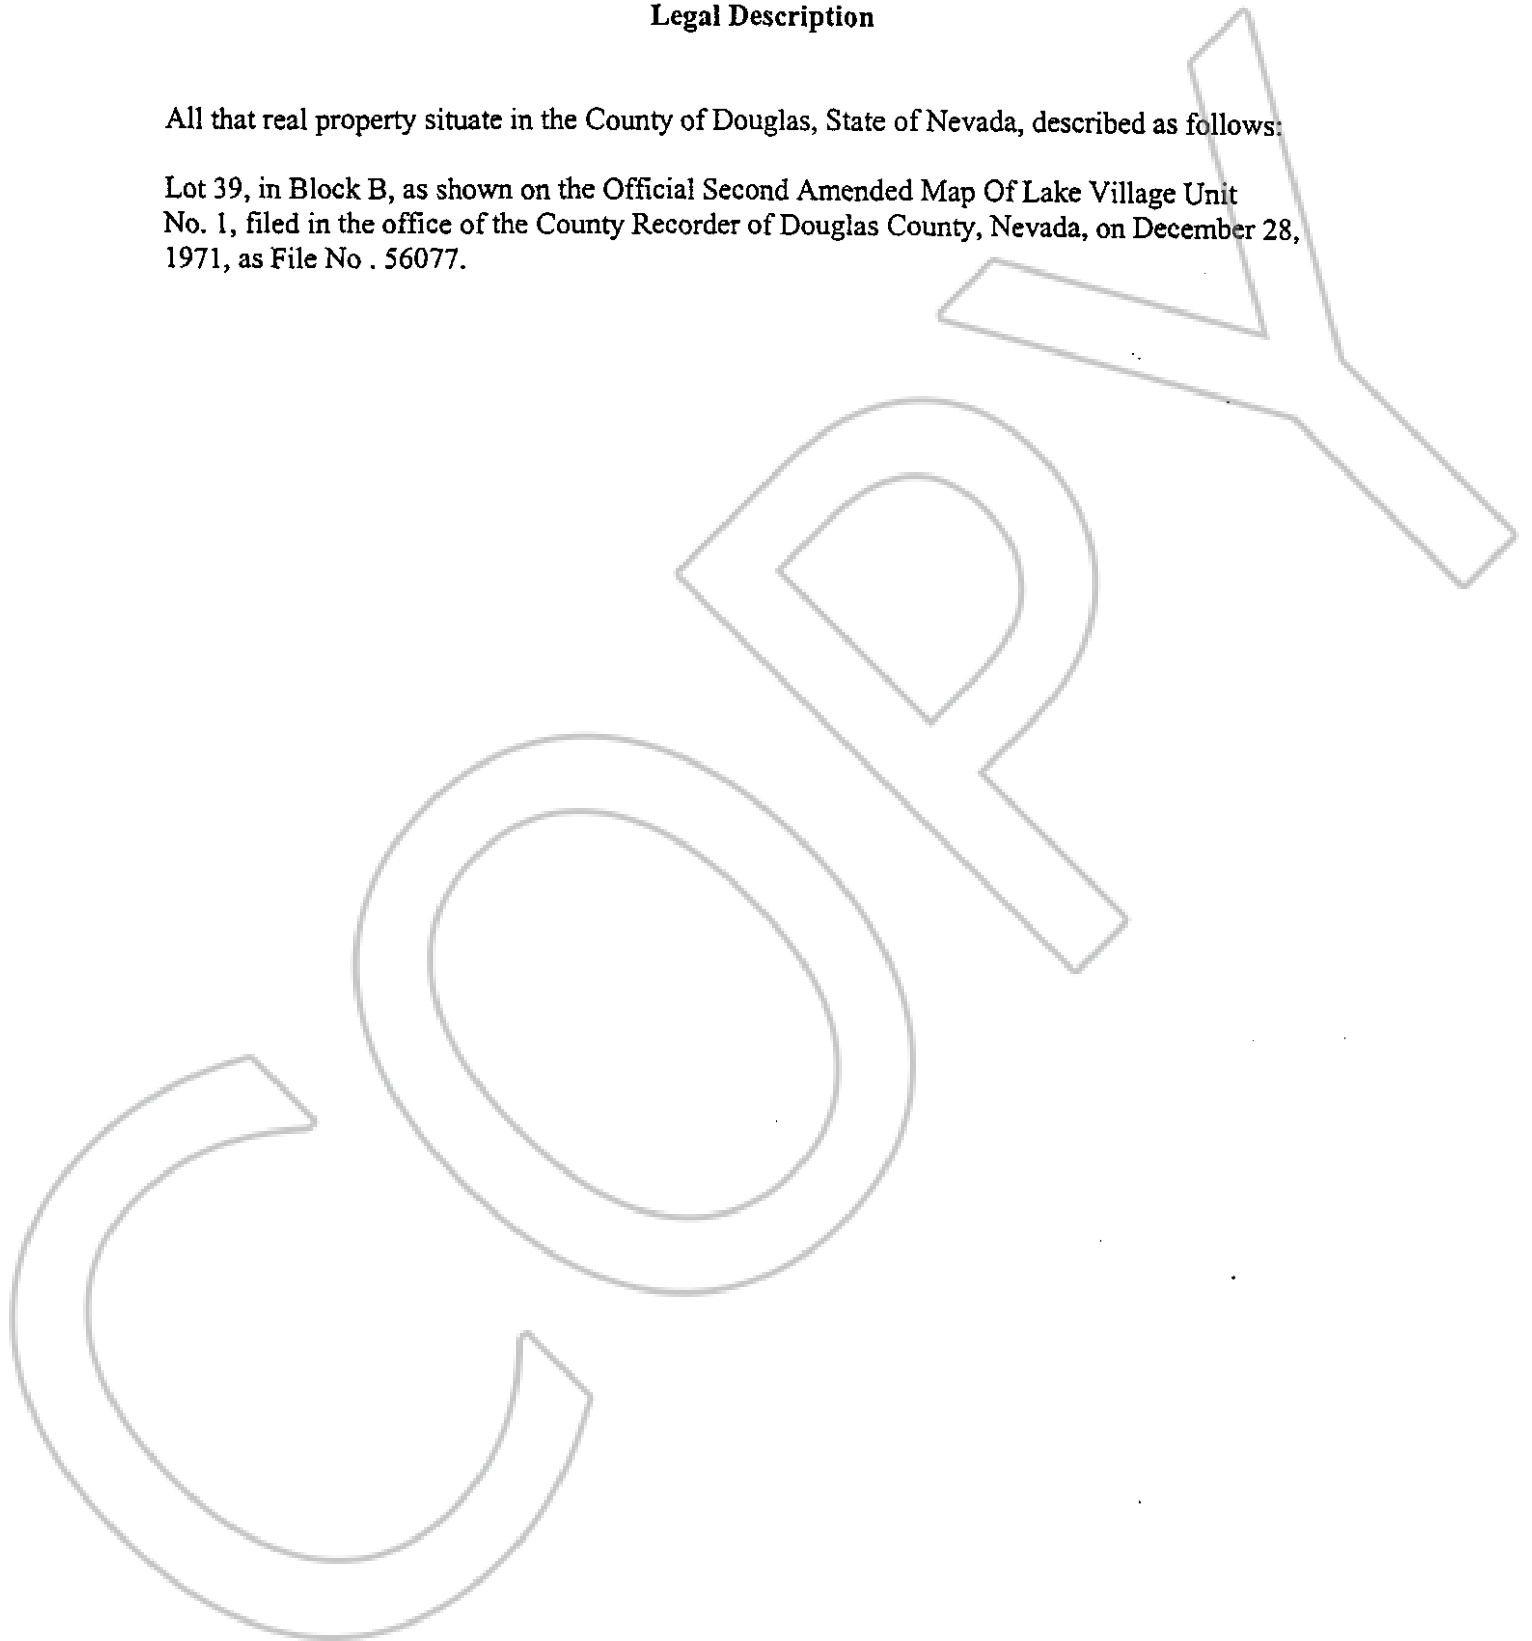 Legal Description
All that real property situate in the County of Douglas, State of Nevada, described as follows:
Lot 39, in Block B, as shown on the Official Second Amended Map Of Lake Village Unit
No. 1, filed in the office of the County Recorder of Douglas County, Nevada, on December 28,
1971, as File No . 56077.
COPY